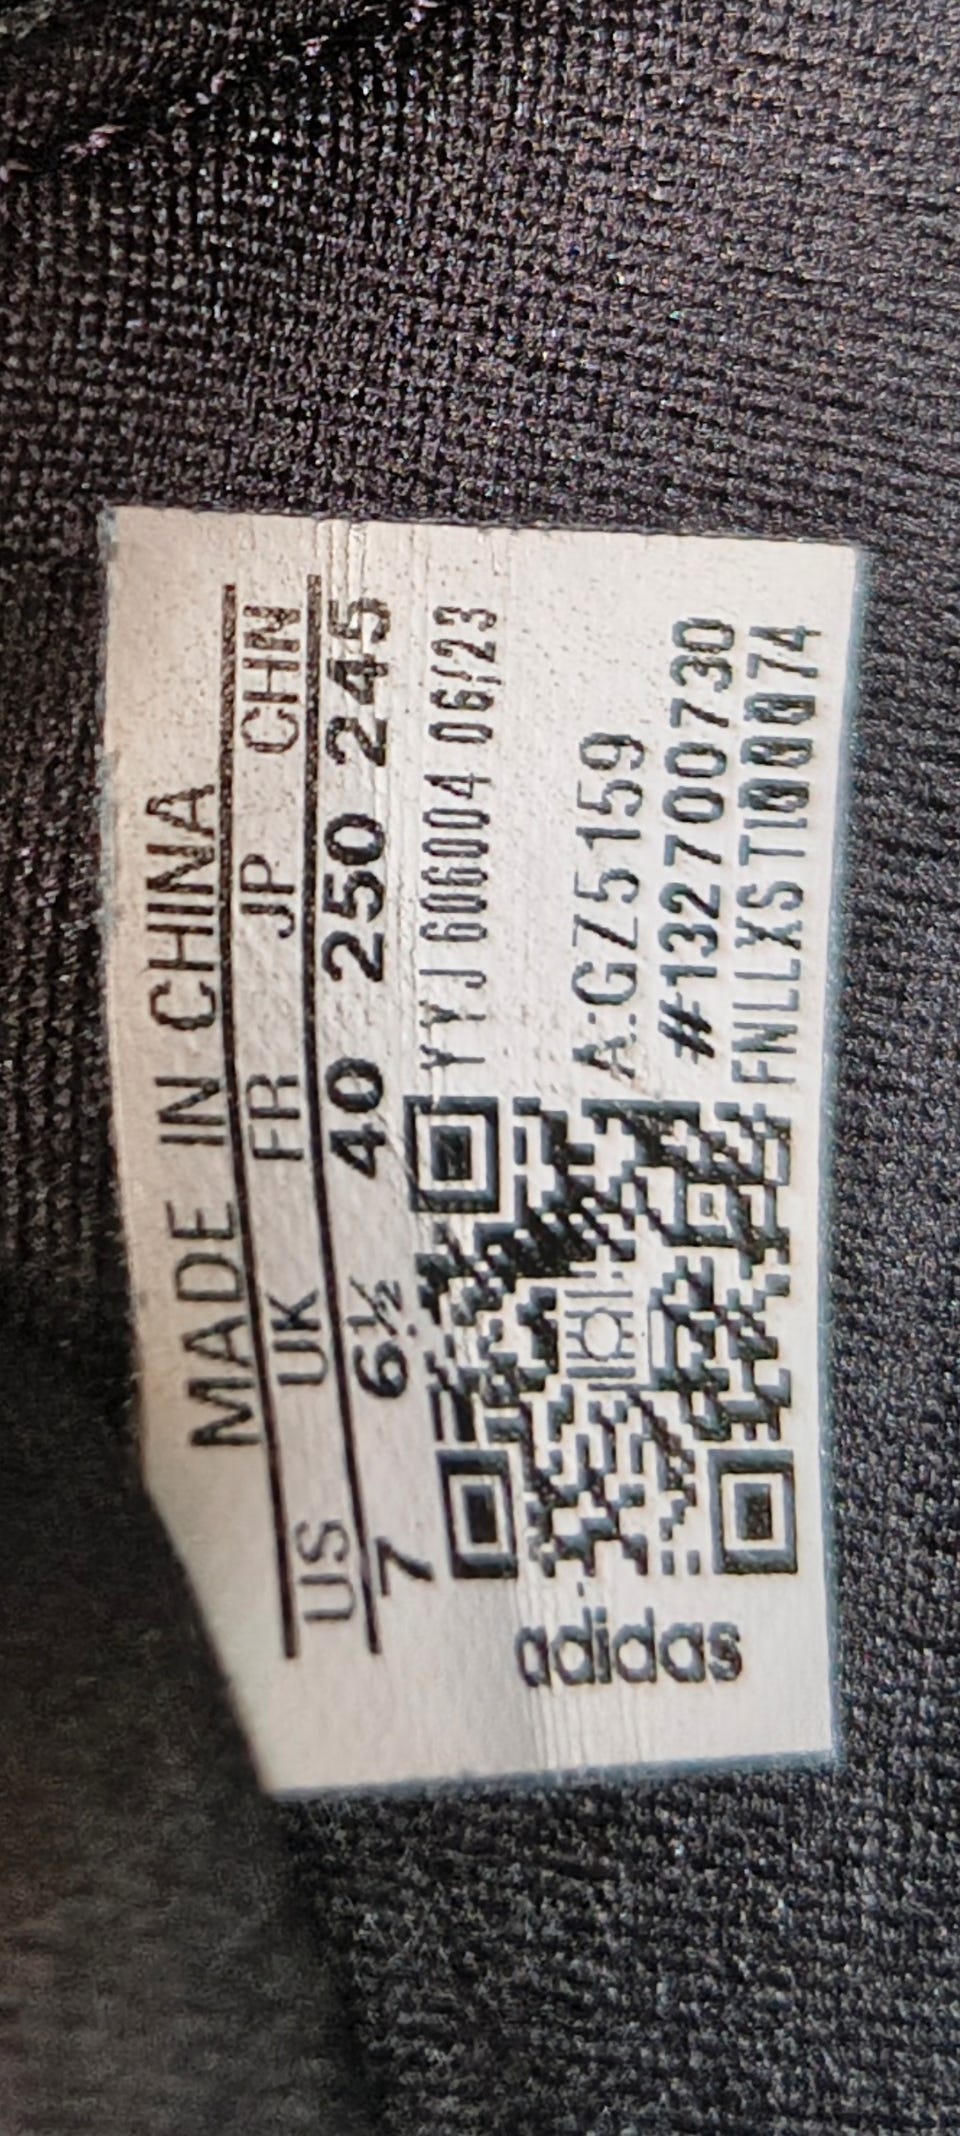 MADE IN CHINA
US UK FR JP CHN
7 6½ 40 250 245
YYJ 606004 06/23
A:GZ5159
#132700730
FNLLXST100074
adidas